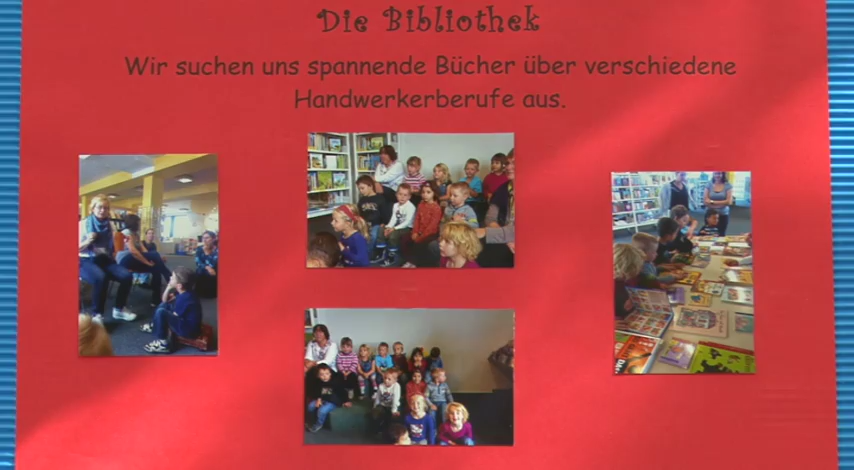 Die Bibliothek
Wir suchen uns spannende Bücher über verschiedene
Handwerkerberufe aus.